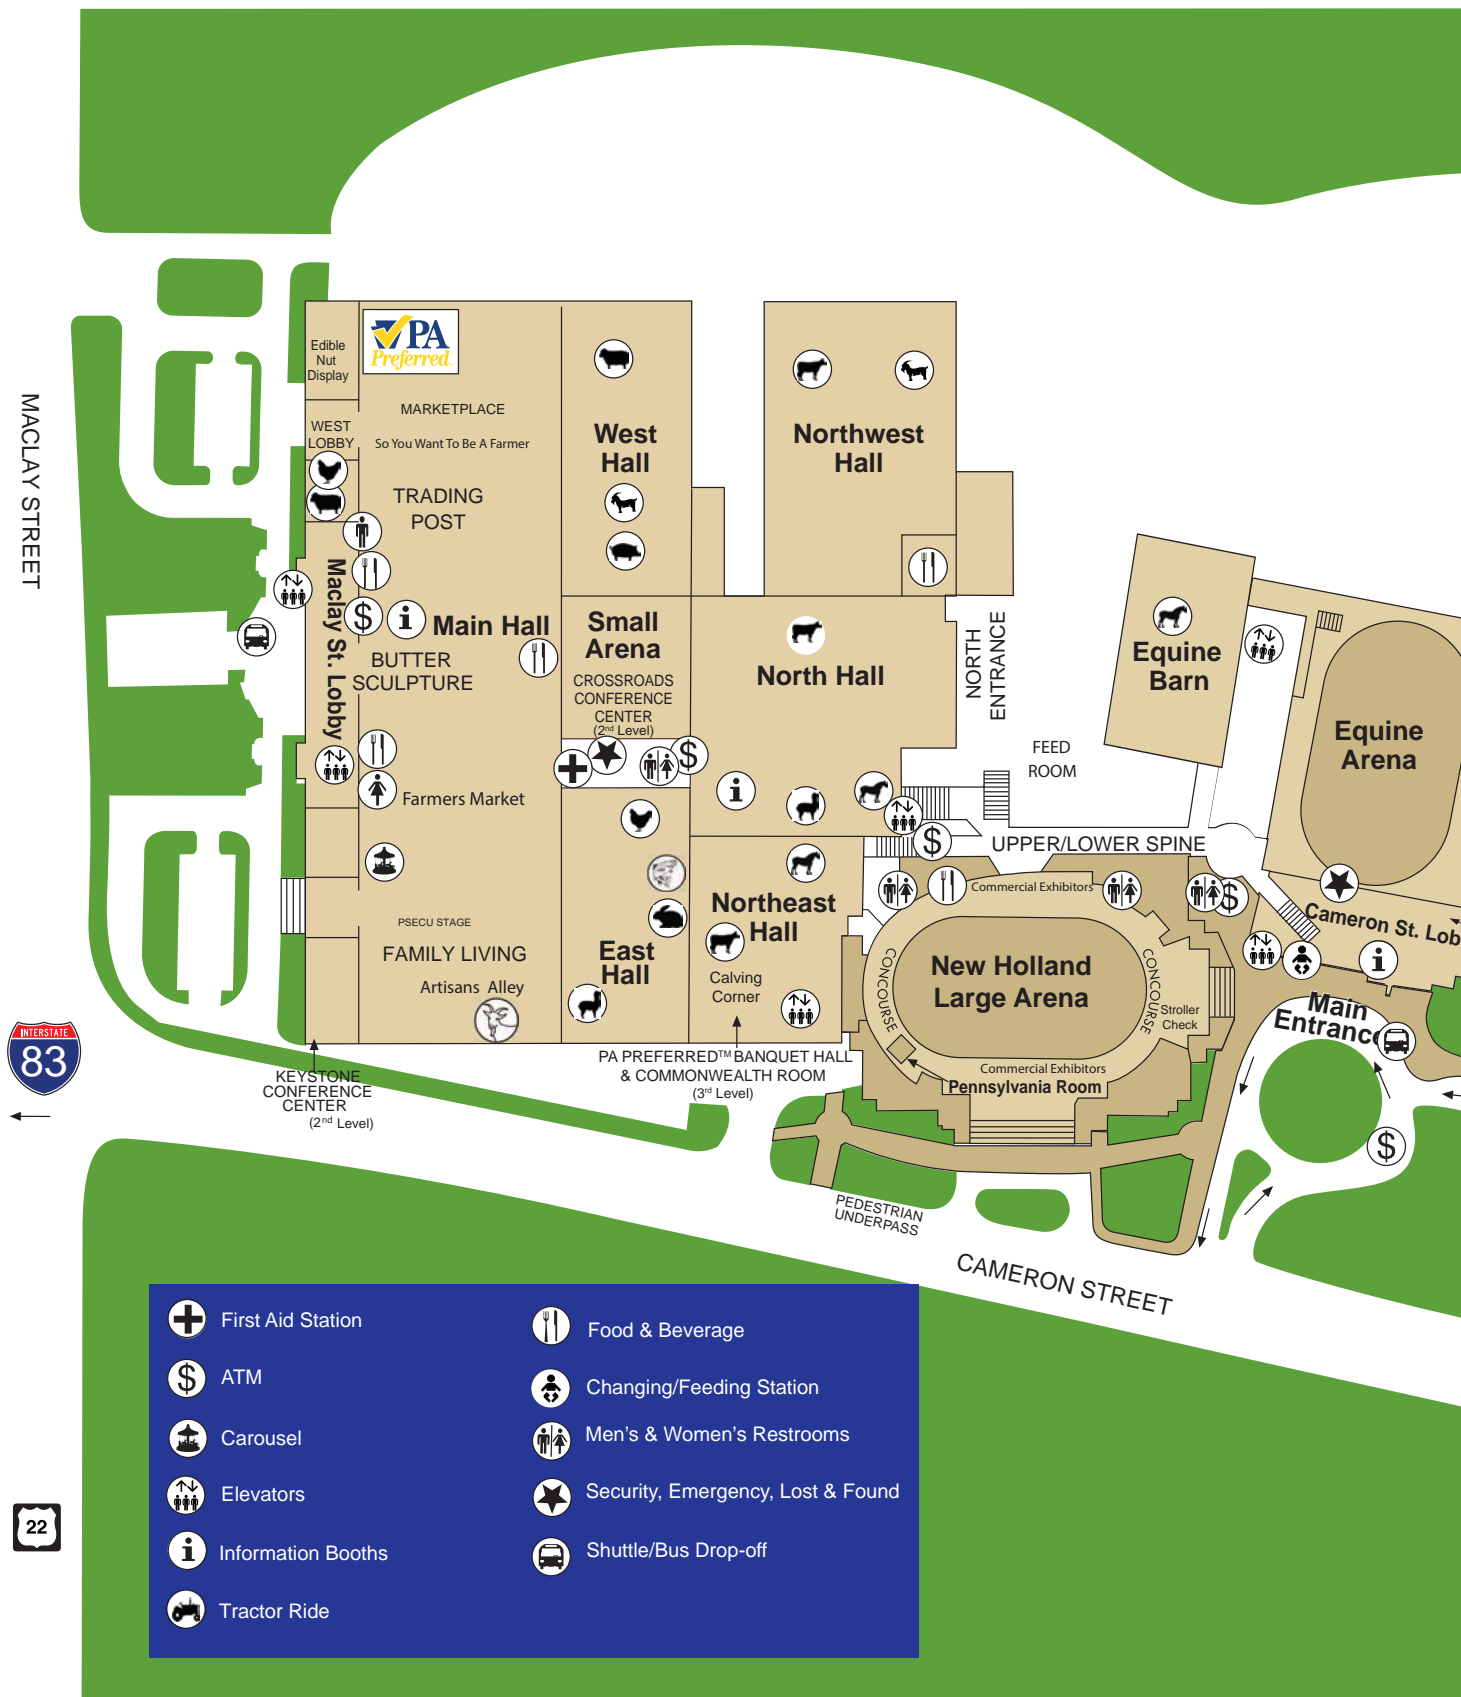 PA
Preferred
Edible
Nut
Display
MARKETPLACE
WEST
LOBBY
So You Want To Be A Farmer
TRADING
POST
West
Hall
Northwest
Hall
MACLAY STREET
Maclay St. Lobby
$
i
Main Hall
BUTTER
SCULPTURE
Small
Arena
CROSSROADS
CONFERENCE
CENTER
(2nd Level)
North Hall
NORTH
ENTRANCE
Equine
Barn
Equine
Arena
FEED
ROOM
$
i
Farmers Market
$
UPPER/LOWER SPINE
Commercial Exhibitors
$
Northeast
Hall
Cameron St. Lob
PSECU STAGE
FAMILY LIVING
Artisans Alley
East
Hall
Calving
Corner
CONCOURSE
New Holland
Large Arena
CONCOURSE
Stroller
Check
i
Main
Entrance
INTERSTATE
83
KEYSTONE
CONFERENCE
CENTER
(2nd Level)
PA PREFERRED™ BANQUET HALL
& COMMONWEALTH ROOM
(3rd Level)
Commercial Exhibitors
Pennsylvania Room
$
PEDESTRIAN
UNDERPASS
CAMERON STREET
First Aid Station
$ ATM
Carousel
Elevators
i Information Booths
Tractor Ride
Food & Beverage
Changing/Feeding Station
Men's & Women's Restrooms
Security, Emergency, Lost & Found
Shuttle/Bus Drop-off
22